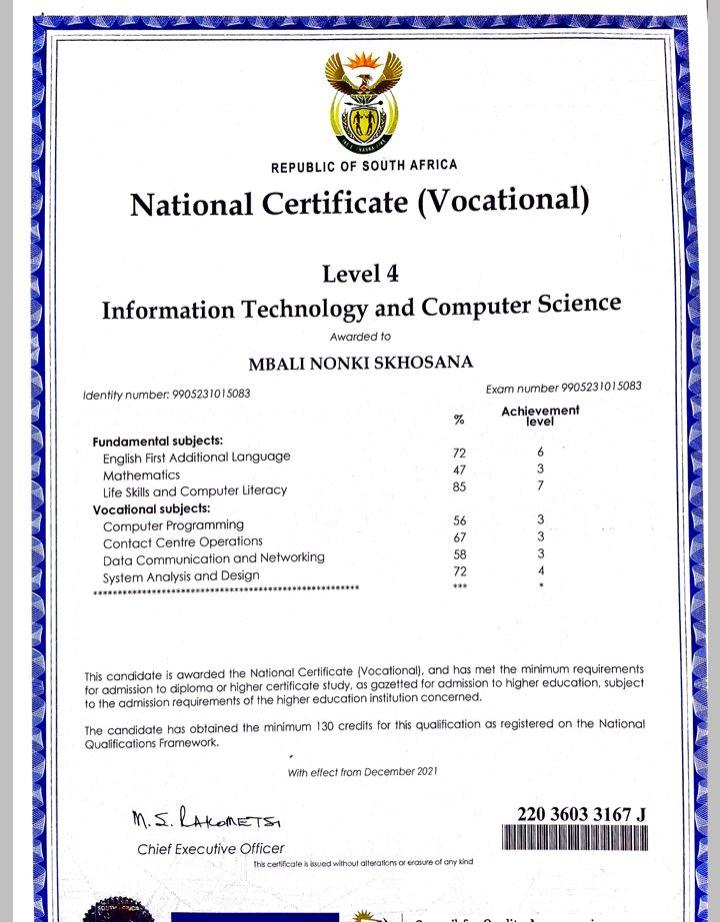 REPUBLIC OF SOUTH AFRICA
National Certificate (Vocational)
Level 4
Information Technology and Computer Science
Awarded to
MBALI NONKI SKHOSANA
Identity number: 9905231015083 Exam number 9905231015083
% Achievement level
Fundamental subjects:
English First Additional Language 72 6
Mathematics 47 3
Life Skills and Computer Literacy 85 7
Vocational subjects:
Computer Programming 56 3
Contact Centre Operations 67 3
Data Communication and Networking 58 3
System Analysis and Design 72 4
*** *
This candidate is awarded the National Certificate (Vocational), and has met the minimum requirements
for admission to diploma or higher certificate study, as gazetted for admission to higher education, subject
to the admission requirements of the higher education institution concerned.
The candidate has obtained the minimum 130 credits for this qualification as registered on the National
Qualifications Framework.
With effect from December 2021
M.S. RAKOMETSI
220 3603 3167 J
Chief Executive Officer
This certificate is issued without alterations or erasure of any kind